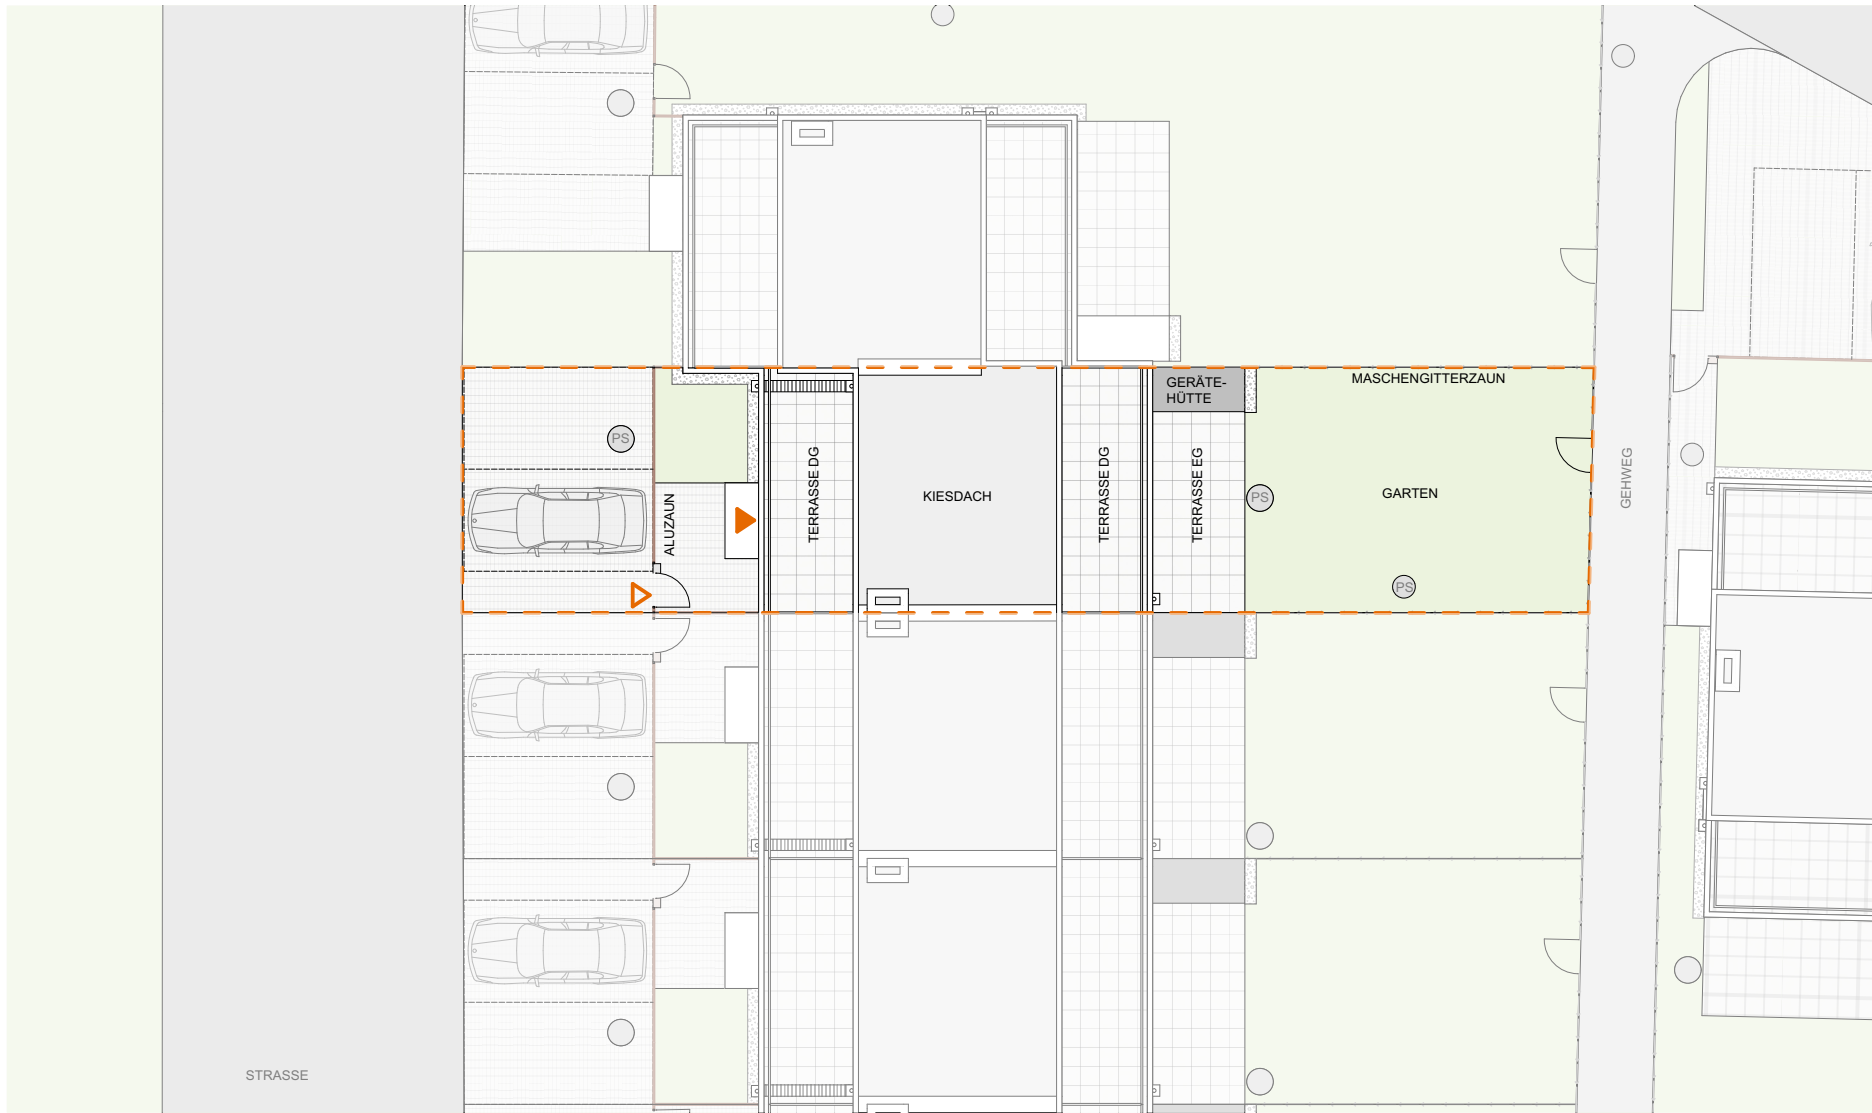 GERÄTE-
HÜTTE
MASCHENGITTERZAUN
PS
TERRASSE DG
KIESDACH
TERRASSE DG
TERRASSE EG
PS
GARTEN
GEHWEG
ALUZAUN
PS
STRASSE